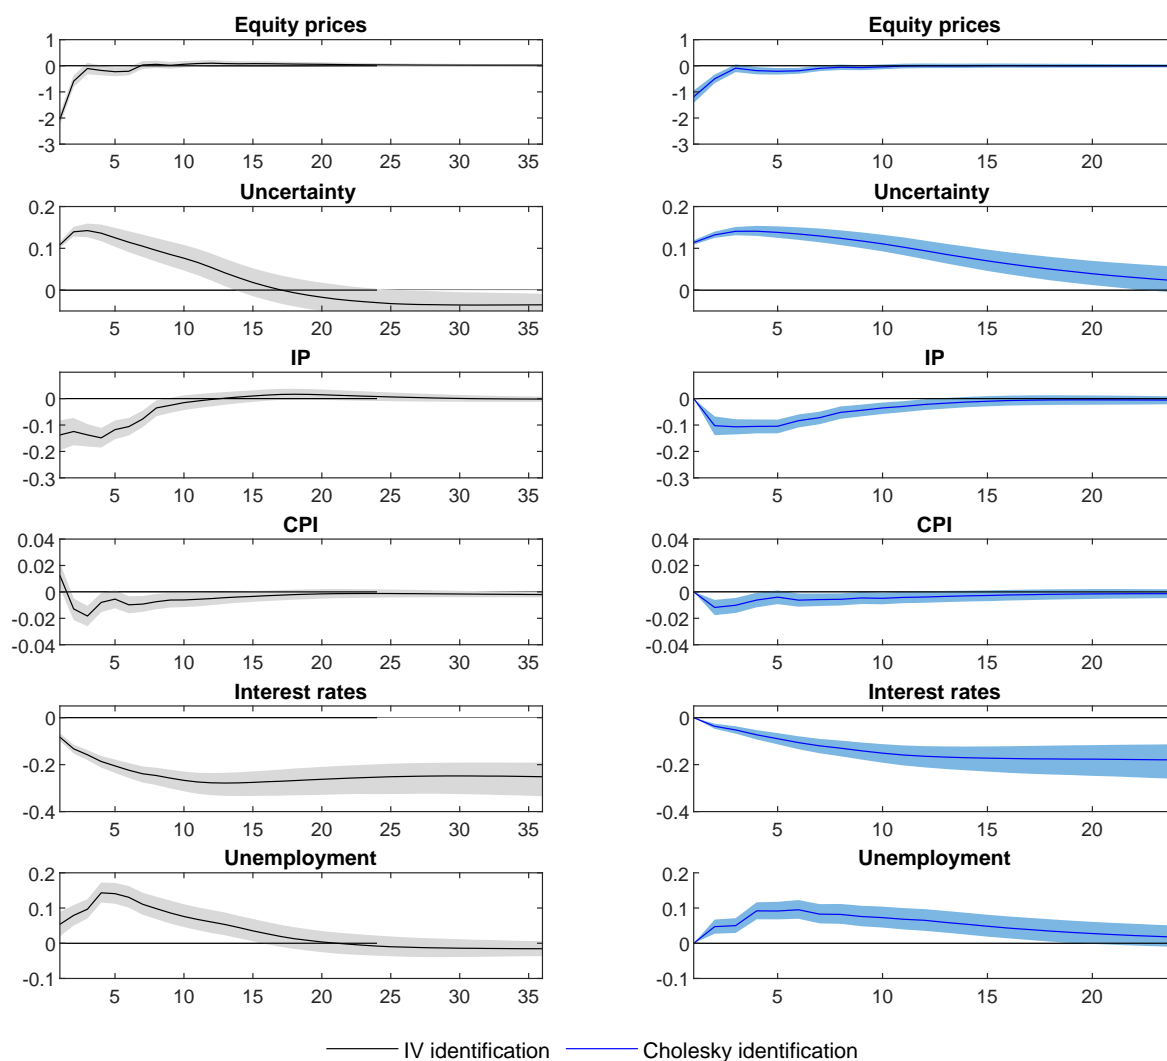 Equity prices Equity prices
1 1
0 0
-1 -1
-2 -2
-3 -3
5 10 15 20 25 30 35 5 10 15 20
Uncertainty Uncertainty
0.2 0.2
0.1 0.1
0 0
5 10 15 20 25 30 35 5 10 15 20
IP IP
0 0
-0.1 -0.1
-0.2 -0.2
-0.3 -0.3
5 10 15 20 25 30 35 5 10 15 20
CPI CPI
0.04 0.04
0.02 0.02
0 0
-0.02 -0.02
-0.04 -0.04
5 10 15 20 25 30 35 5 10 15 20
Interest rates Interest rates
0 0
-0.2 -0.2
-0.4 -0.4
5 10 15 20 25 30 35 5 10 15 20
Unemployment Unemployment
0.2 0.2
0.1 0.1
0 0
-0.1 -0.1
5 10 15 20 25 30 35 5 10 15 20
IV identification Cholesky identification